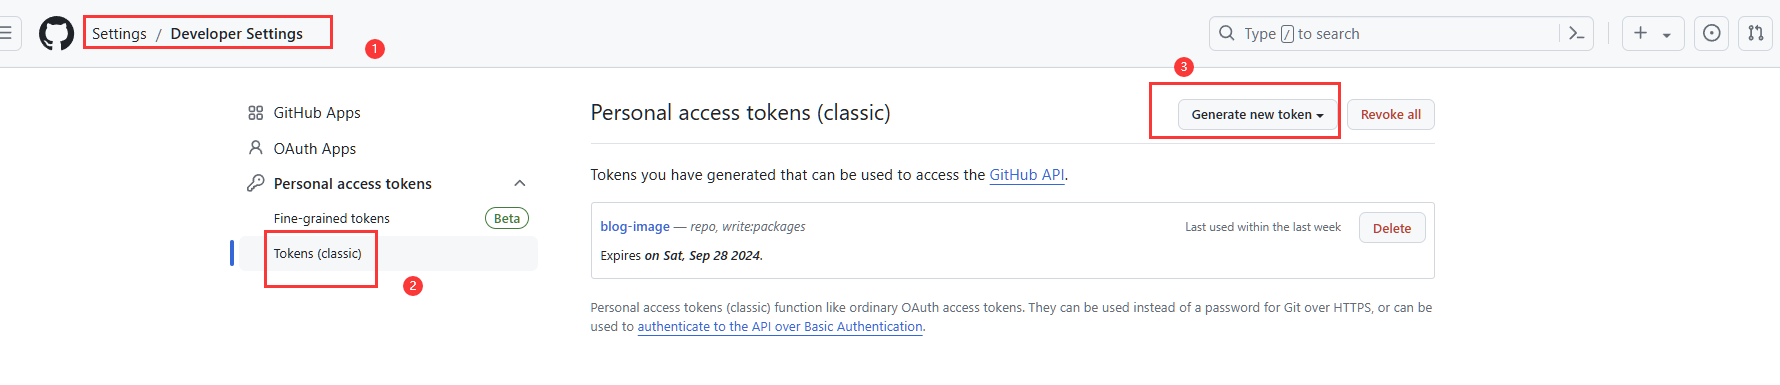 Settings / Developer Settings
1
Type / to search
3
GitHub Apps
OAuth Apps
Personal access tokens
Fine-grained tokens Beta
Tokens (classic)
2
Personal access tokens (classic)
Generate new token
Revoke all
Tokens you have generated that can be used to access the GitHub API.
blog-image — repo, write:packages
Last used within the last week
Delete
Expires on Sat, Sep 28 2024.
Personal access tokens (classic) function like ordinary OAuth access tokens. They can be used instead of a password for Git over HTTPS, or can be
used to authenticate to the API over Basic Authentication.